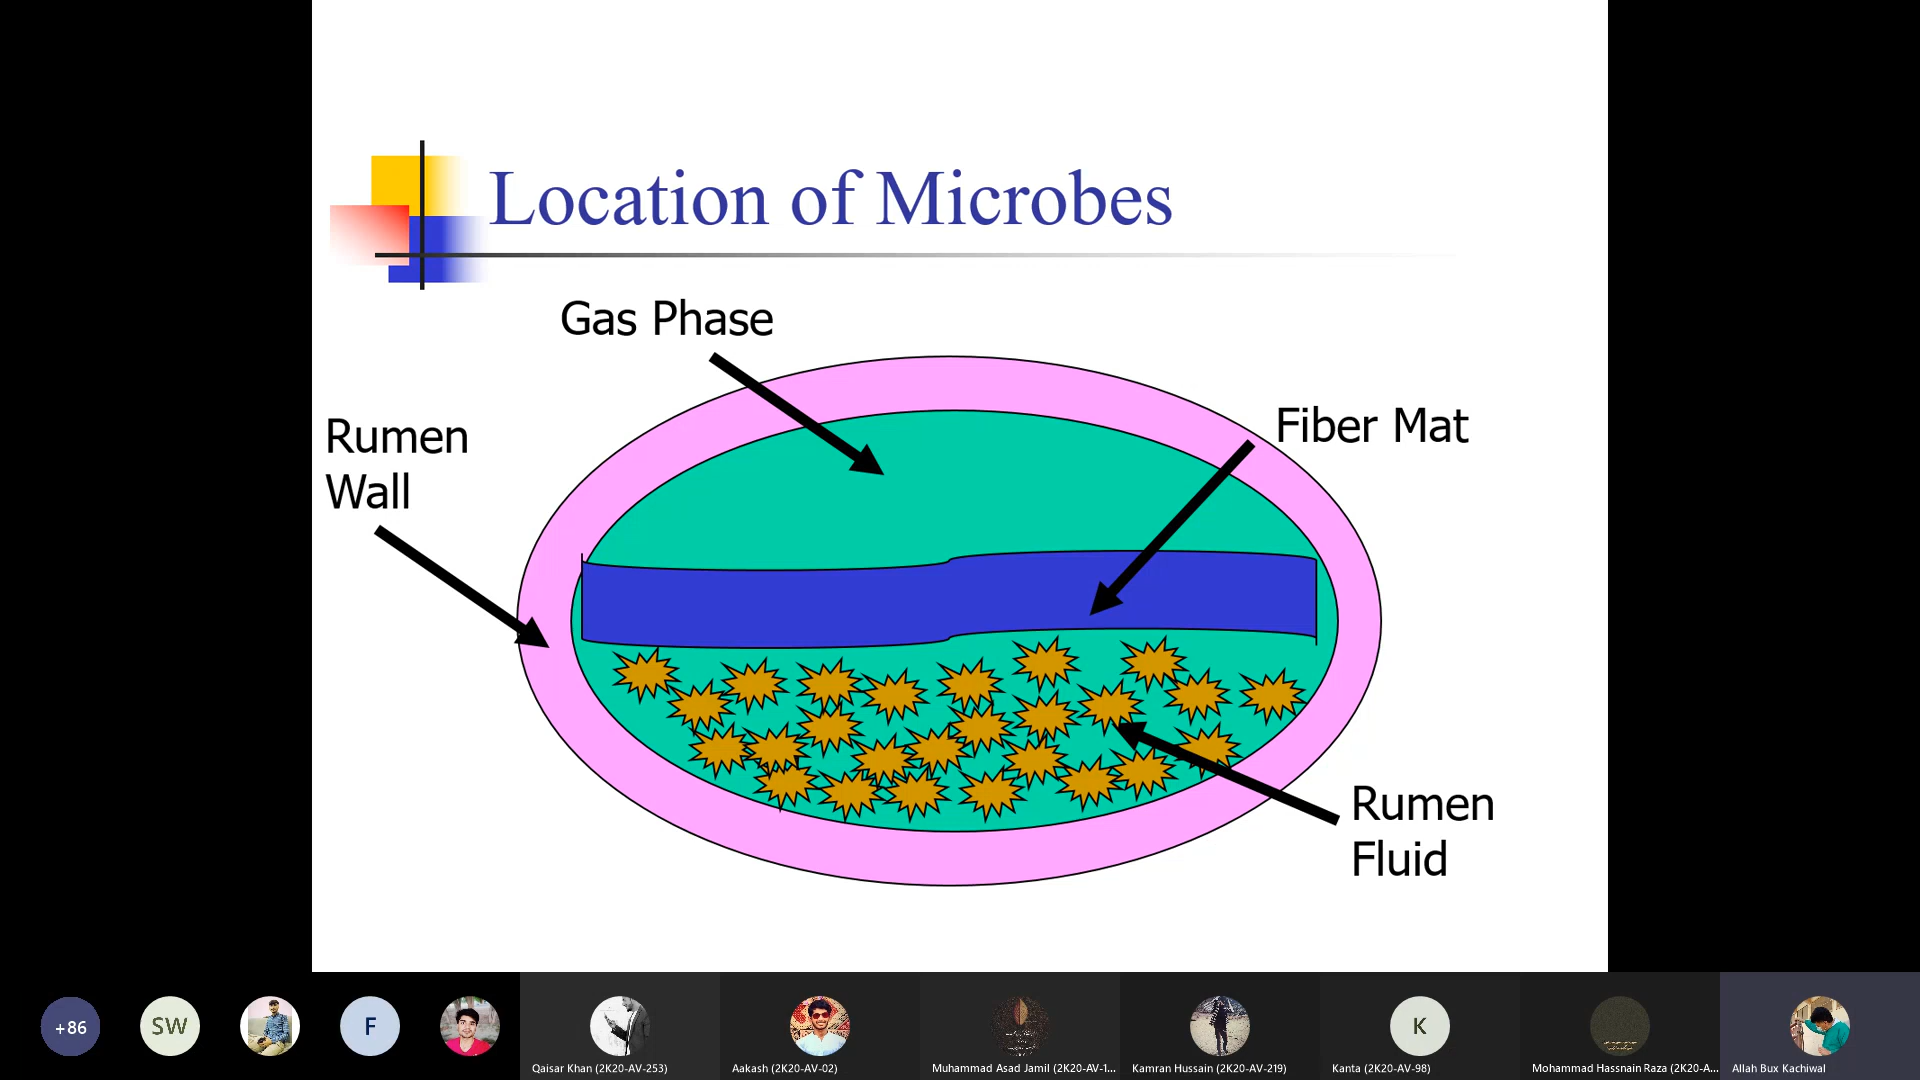 Location of Microbes
Gas Phase
Fiber Mat
Rumen
Wall
Rumen
Fluid
+86
SW
F
K
Qaisar Khan (2K20-AV-253)
Aakash (2K20-AV-02)
Muhammad Asad Jamil (2K20-AV-1...
Kamran Hussain (2K20-AV-219)
Kanta (2K20-AV-98)
Mohammad Hassnain Raza (2K20-A...
Allah Bux Kachiwal